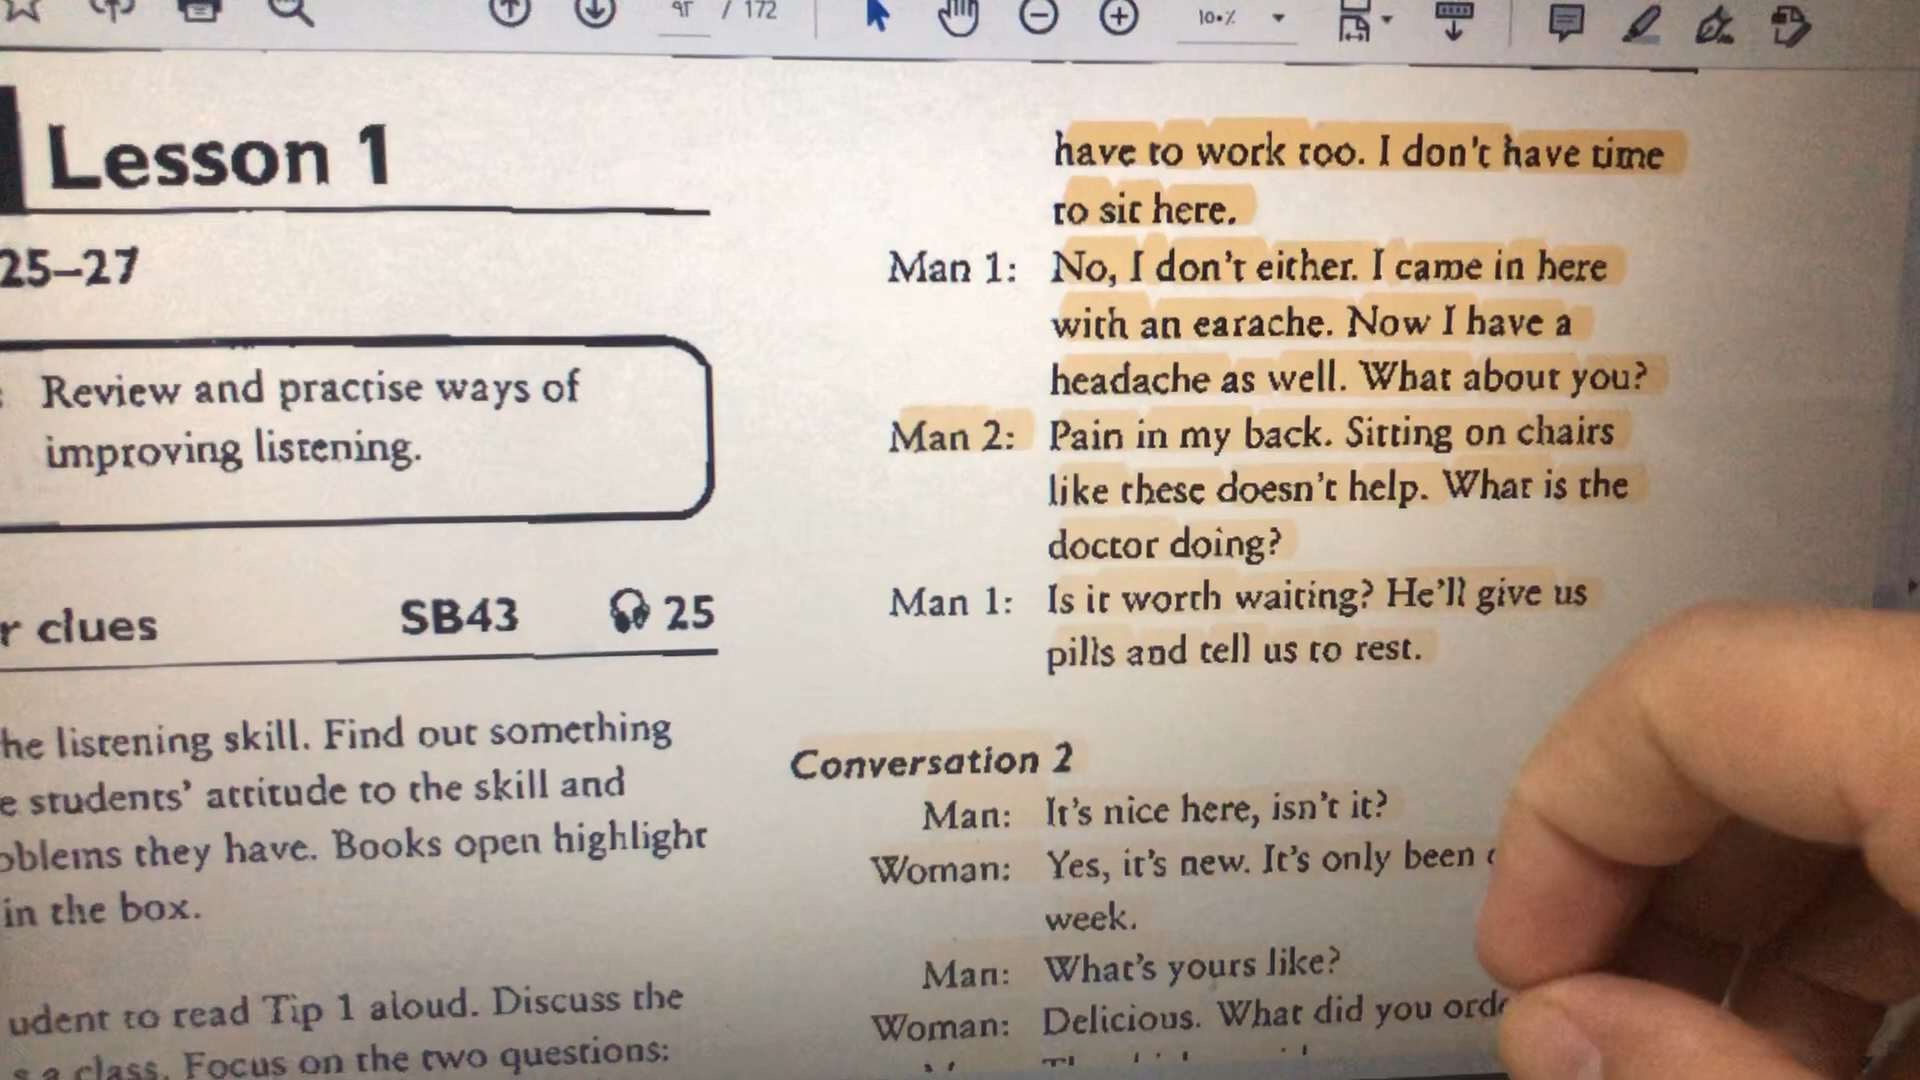 ٩٢ / 172
١٠٠%
Lesson 1
25–27
Review and practise ways of
improving listening.
clues SB43 25
listening skill. Find out something
students' attitude to the skill and
they have. Books open highlight
in the box.
to read Tip 1 aloud. Discuss the
class. Focus on the two questions:
have to work too. I don't have time
to sit here.
Man 1: No, I don't either. I came in here
with an earache. Now I have a
headache as well. What about you?
Man 2: Pain in my back. Sitting on chairs
like these doesn't help. What is the
doctor doing?
Man 1: Is it worth waiting? He'll give us
pills and tell us to rest.
Conversation 2
Man: It's nice here, isn't it?
Woman: Yes, it's new. It's only been
week.
Man: What's yours like?
Woman: Delicious. What did you